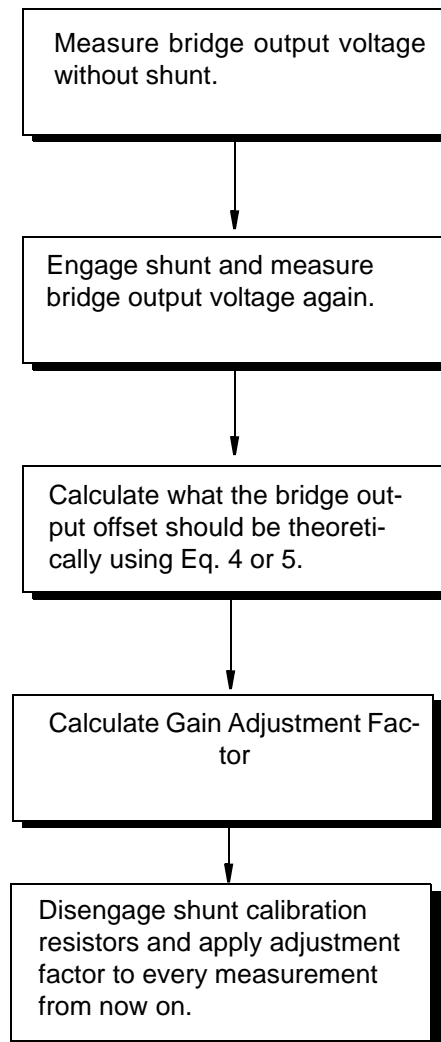 Measure bridge output voltage
without shunt.
Engage shunt and measure
bridge output voltage again.
Calculate what the bridge out-
put offset should be theoreti-
cally using Eq. 4 or 5.
Calculate Gain Adjustment Fac-
tor
Disengage shunt calibration
resistors and apply adjustment
factor to every measurement
from now on.